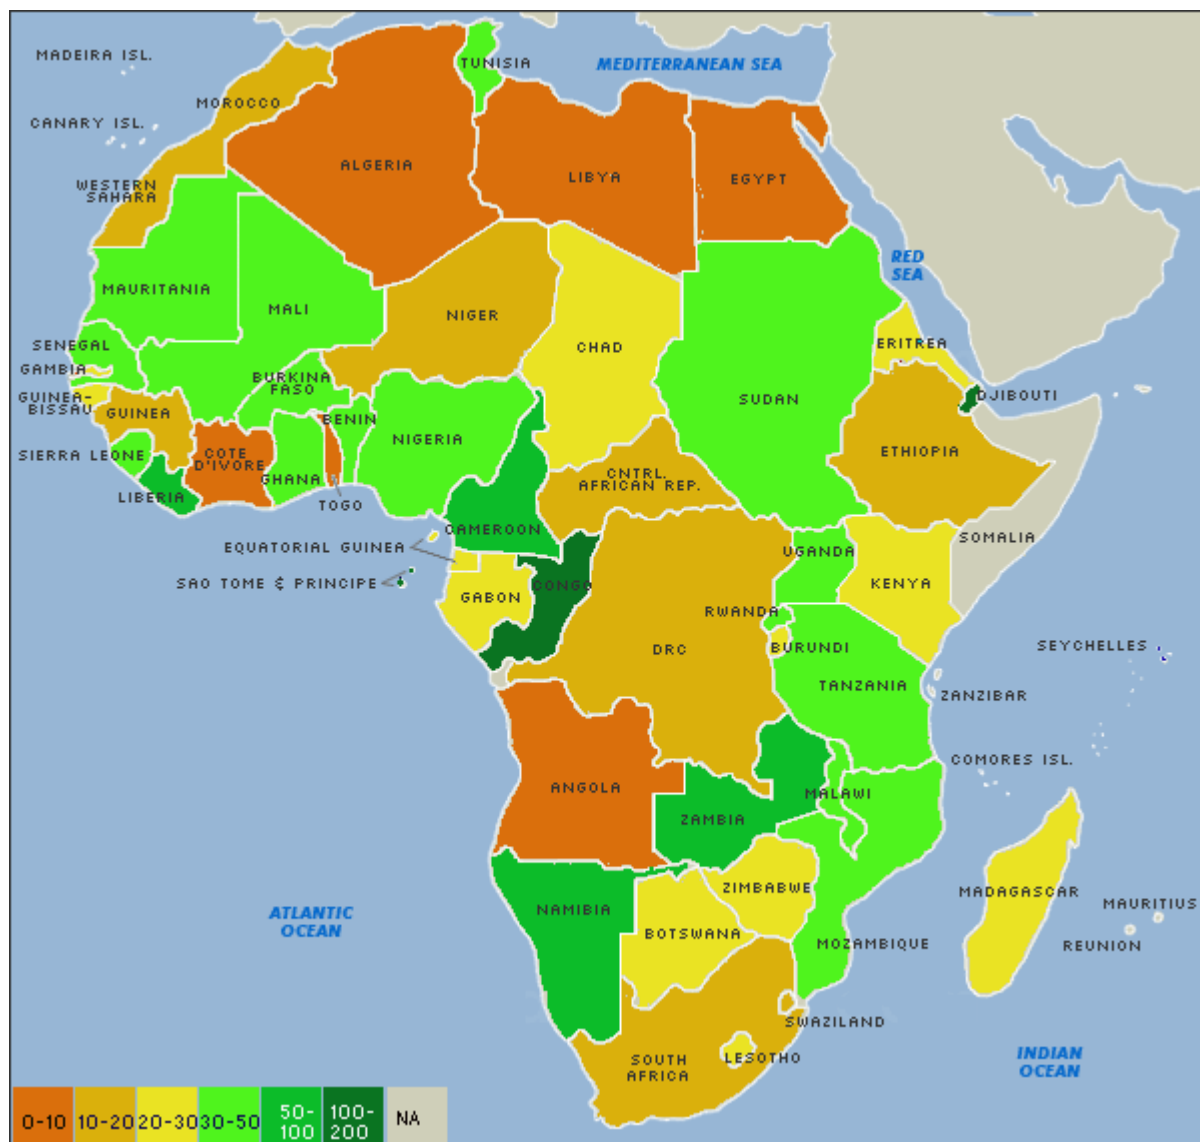 MADEIRA ISL.
TUNISIA
MEDITERRANEAN SEA
MOROCCO
CANARY ISL.
ALGERIA
LIBYA
EGYPT
WESTERN
SAHARA
RED
SEA
MAURITANIA
MALI
NIGER
CHAD
ERITREA
SENEGAL
GAMBIA
BURKINA
FASO
SUDAN
DJIBOUTI
GUINEA-
BISSAU
GUINEA
BENIN
NIGERIA
ETHIOPIA
SIERRA LEONE
COTE
D'IVORE
GHANA
CNTRL.
AFRICAN REP.
LIBERIA
TOGO
CAMEROON
SOMALIA
EQUATORIAL GUINEA
UGANDA
SAO TOME & PRINCIPE
GABON
CONGO
KENYA
RWANDA
DRC
BURUNDI
SEYCHELLES
TANZANIA
ZANZIBAR
COMORES ISL.
ANGOLA
MALAWI
ZAMBIA
ZIMBABWE
MADAGASCAR
MAURITIUS
NAMIBIA
ATLANTIC
OCEAN
BOTSWANA
MOZAMBIQUE
REUNION
SWAZILAND
SOUTH
AFRICA
LESOTHO
INDIAN
OCEAN
0-10
10-20
20-30
30-50
50-
100
100-
200
NA